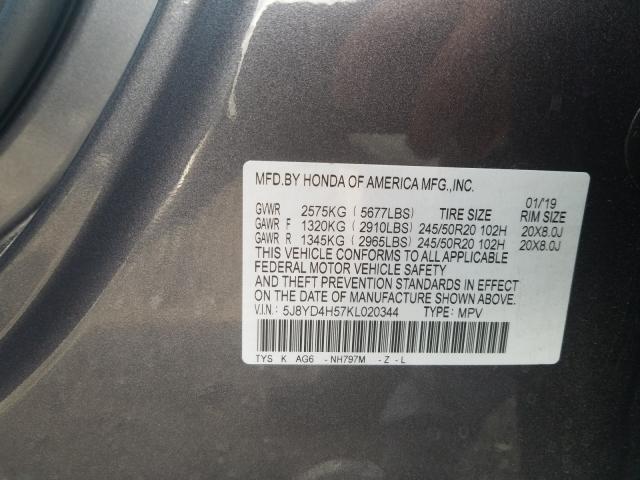 MFD.BY HONDA OF AMERICA MFG.,INC.
01/19
GVWR 2575KG (5677LBS) TIRE SIZE RIM SIZE
GAWR F 1320KG (2910LBS) 245/50R20 102H 20X8.0J
GAWR R 1345KG (2965LBS) 245/50R20 102H 20X8.0J
THIS VEHICLE CONFORMS TO ALL APPLICABLE
FEDERAL MOTOR VEHICLE SAFETY
AND THEFT PREVENTION STANDARDS IN EFFECT
ON THE DATE OF MANUFACTURE SHOWN ABOVE.
V.I.N.: 5J8YD4H57KL020344 TYPE: MPV
TYS K AG6 -NH797M -Z-L